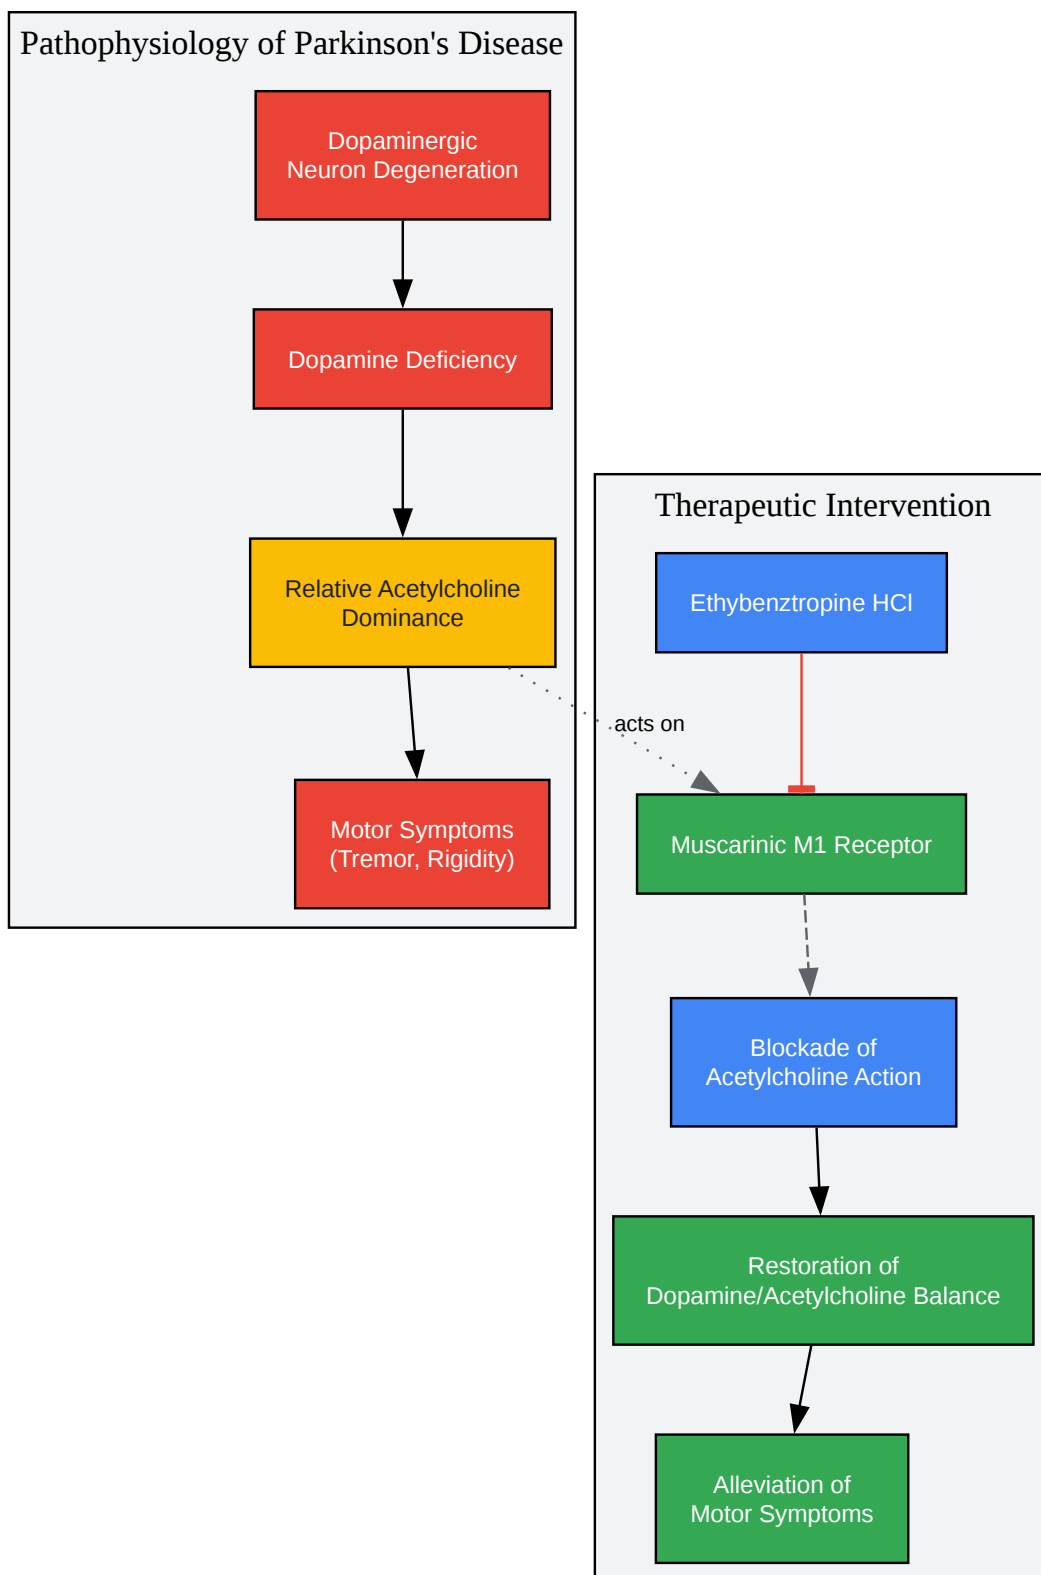 Pathophysiology of Parkinson's Disease
Dopaminergic
Neuron Degeneration
Dopamine Deficiency
Relative Acetylcholine
Dominance
Motor Symptoms
(Tremor, Rigidity)
acts on
Therapeutic Intervention
Ethybenztropine HCl
Muscarinic M1 Receptor
Blockade of
Acetylcholine Action
Restoration of
Dopamine/Acetylcholine Balance
Alleviation of
Motor Symptoms